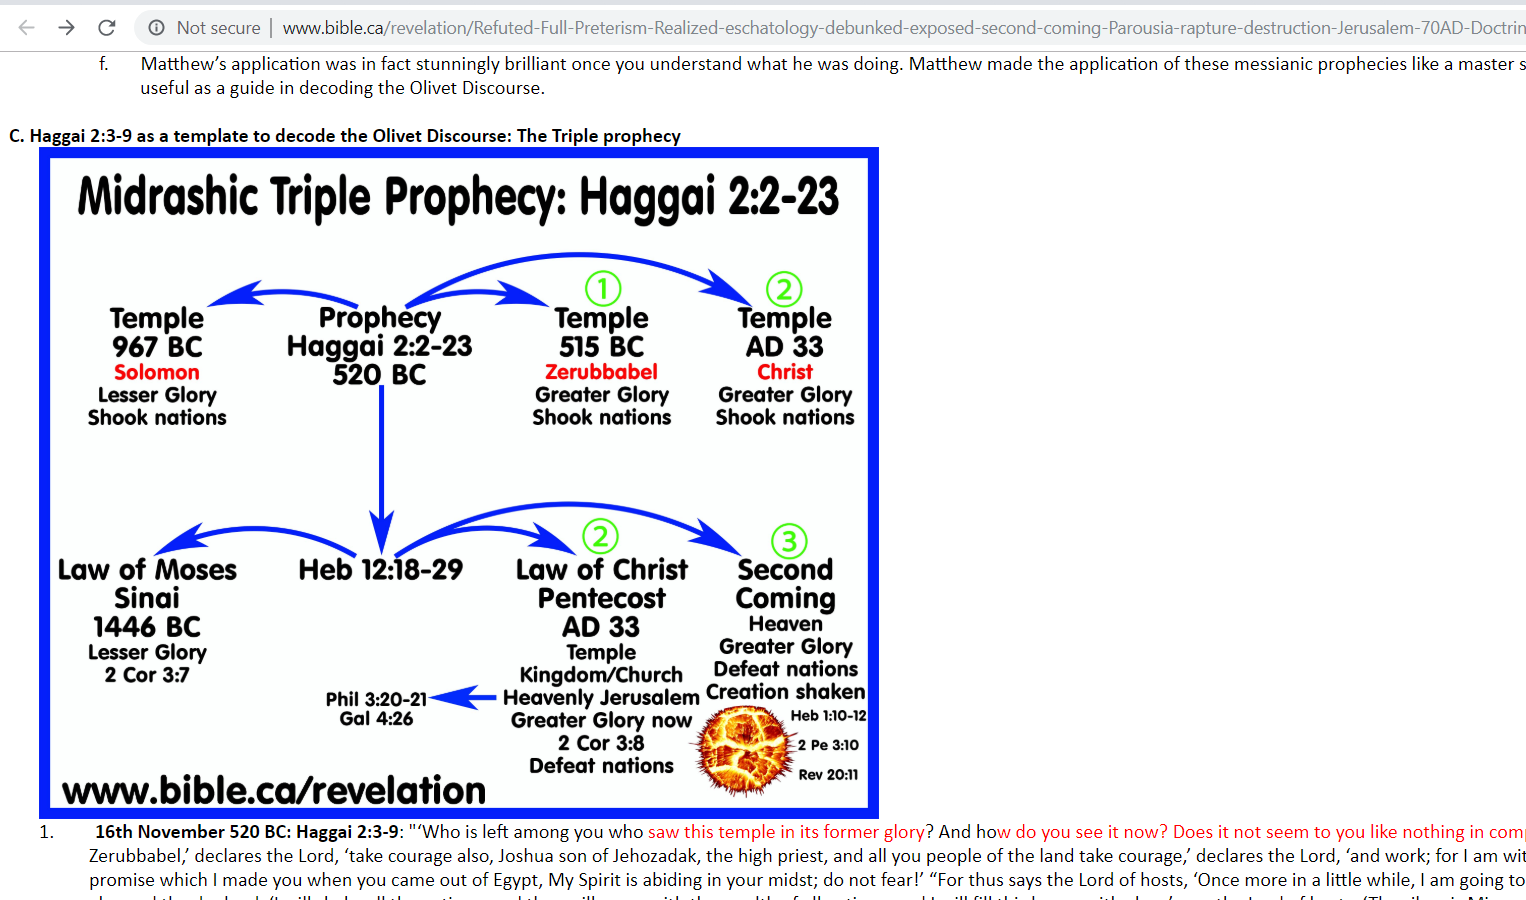 Not secure | www.bible.ca/revelation/Refuted-Full-Preterism-Realized-eschatology-debunked-exposed-second-coming-Parousia-rapture-destruction-Jerusalem-70AD-Doctrin
f. Matthew’s application was in fact stunningly brilliant once you understand what he was doing. Matthew made the application of these messianic prophecies like a master s
useful as a guide in decoding the Olivet Discourse.
C. Haggai 2:3-9 as a template to decode the Olivet Discourse: The Triple prophecy
Midrashic Triple Prophecy: Haggai 2:2-23
Temple
967 BC
Solomon
Lesser Glory
Shook nations
Prophecy
Haggai 2:2-23
520 BC
1
Temple
515 BC
Zerubbabel
Greater Glory
Shook nations
2
Temple
AD 33
Christ
Greater Glory
Shook nations
Law of Moses
Sinai
1446 BC
Lesser Glory
2 Cor 3:7
Heb 12:18-29
2
Law of Christ
Pentecost
AD 33
Temple
Kingdom/Church
Heavenly Jerusalem
Greater Glory now
2 Cor 3:8
Defeat nations
Phil 3:20-21
Gal 4:26
3
Second
Coming
Heaven
Greater Glory
Defeat nations
Creation shaken
Heb 1:10-12
2 Pe 3:10
Rev 20:11
www.bible.ca/revelation
1. 16th November 520 BC: Haggai 2:3-9: "‘Who is left among you who saw this temple in its former glory? And how do you see it now? Does it not seem to you like nothing in com
Zerubbabel,’ declares the Lord, ‘take courage also, Joshua son of Jehozadak, the high priest, and all you people of the land take courage,’ declares the Lord, ‘and work; for I am wit
promise which I made you when you came out of Egypt, My Spirit is abiding in your midst; do not fear!’ “For thus says the Lord of hosts, ‘Once more in a little while, I am going to